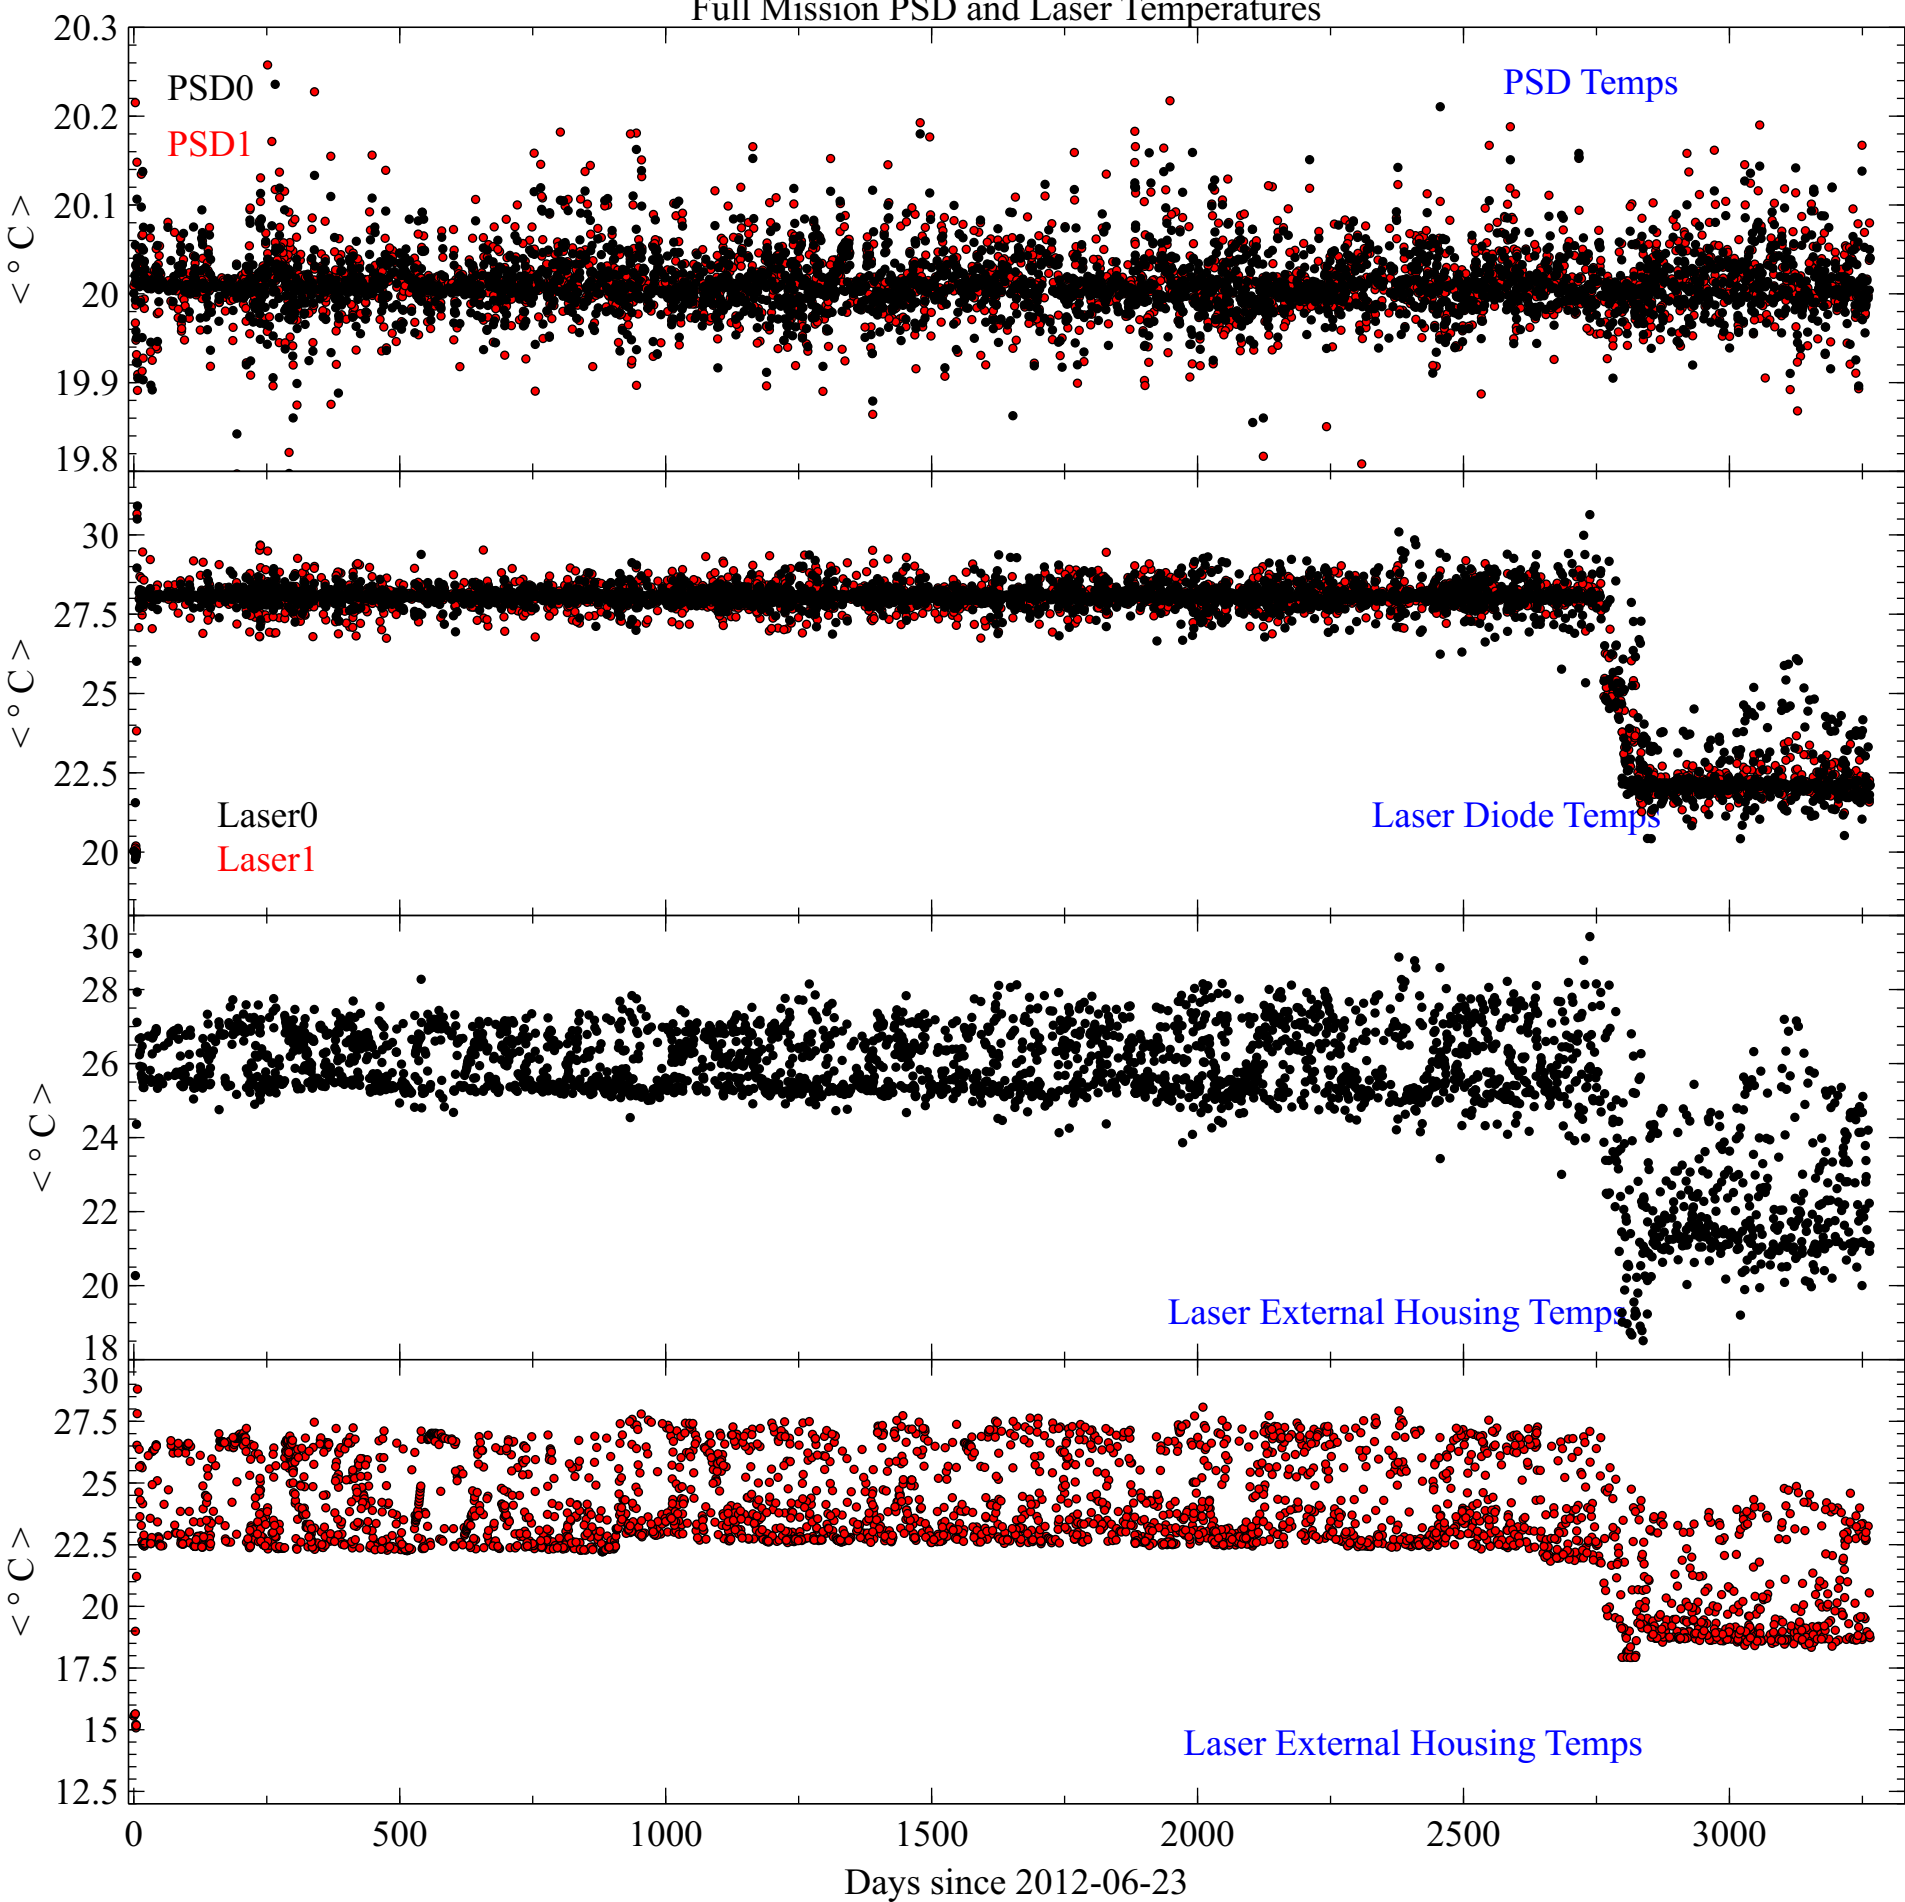 Full Mission PSD and Laser Temperatures
20.3
PSD0
PSD Temps
20.2
PSD1
20.1
<°C>
20
19.9
19.8
30
27.5
<°C>
25
22.5
Laser0
Laser Diode Temps
20
Laser1
30
28
26
<°C>
24
22
20
Laser External Housing Temps
18
30
27.5
25
22.5
<°C>
20
17.5
15
Laser External Housing Temps
12.5
0 500 1000 1500 2000 2500 3000
Days since 2012-06-23